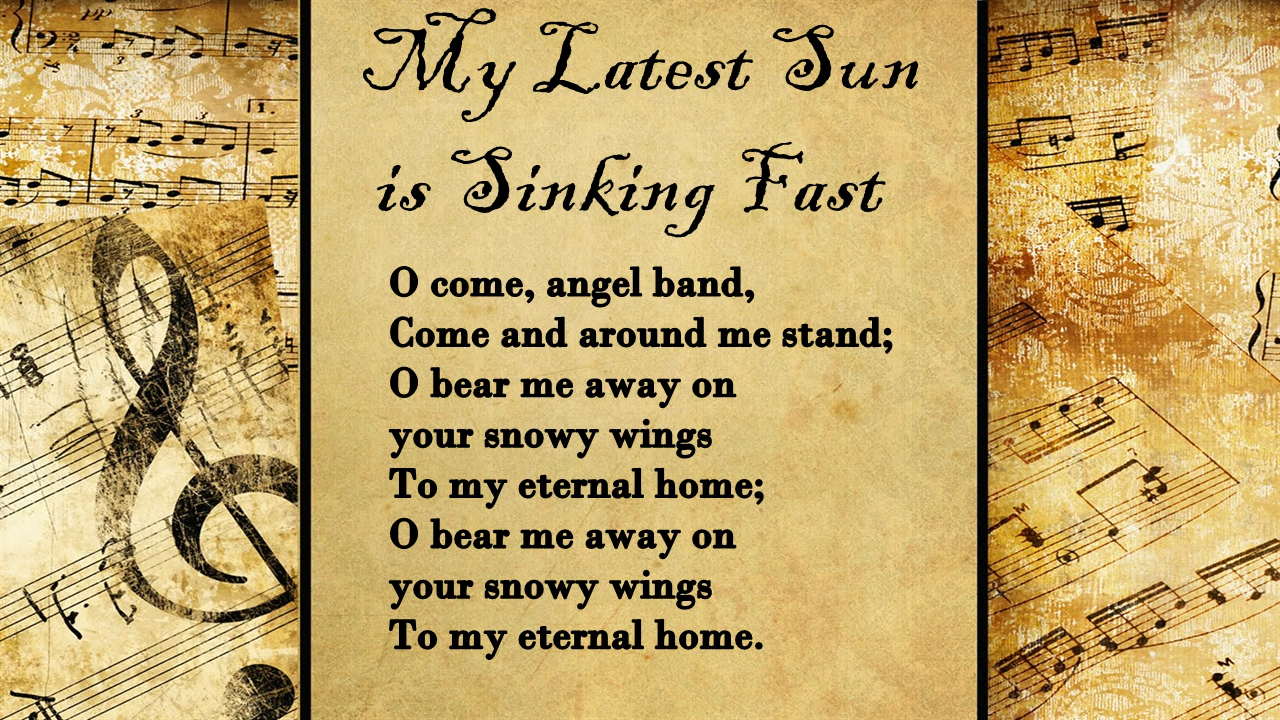 My Latest Sun
is Sinking Fast
O come, angel band,
Come and around me stand;
O bear me away on
your snowy wings
To my eternal home;
O bear me away on
your snowy wings
To my eternal home.